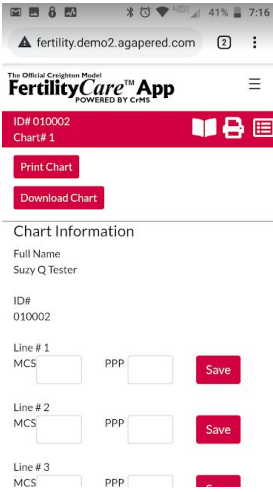 41% 7:16
fertility.demo2.agapered.com 2
The Official Creighton Model
FertilityCare™ App
POWERED BY CrMS
ID# 010002
Chart# 1
Print Chart
Download Chart
Chart Information
Full Name
Suzy Q Tester
ID#
010002
Line # 1
MCS PPP Save
Line # 2
MCS PPP Save
Line # 3
MCS PPP Save